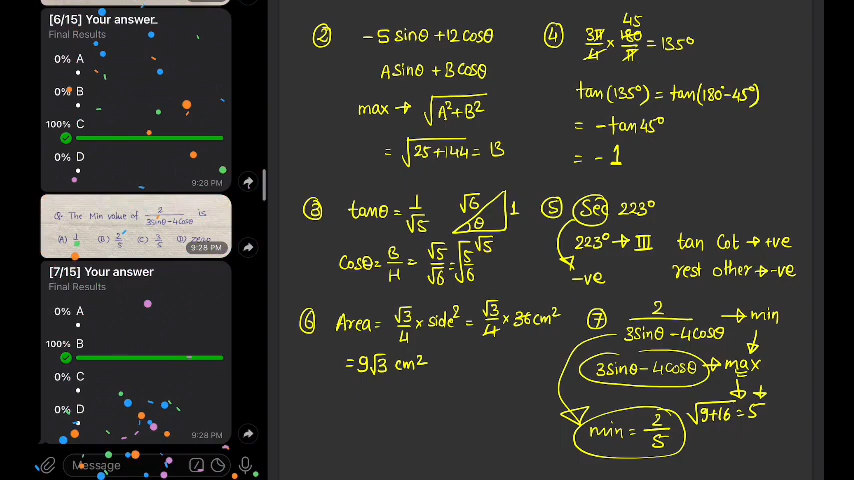 [6/15] Your answer
Final Results
0% A
0% B
100% C
0% D
9:28 PM
Q. The Min value of 2/(3sinθ-4cosθ) is
(A) 1 (B) 2/5 (C) 3/5 (D) zero
9:28 PM
[7/15] Your answer
Final Results
0% A
100% B
0% C
0% D
9:28 PM
Message
② -5 sinθ + 12 cosθ
Asinθ + Bcosθ
max → √(A²+B²)
= √(25+144) = 13
③ tanθ = 1/√5
√6 1
θ
√5
Cosθ = B/H = √5/√6 = √(5/6)
④ 3π/4 × 180/π = 135°
45
tan(135°) = tan(180°-45°)
= -tan45°
= -1
⑤ Sec 223°
223° → III tan Cot → +ve
-ve rest other → -ve
⑥ Area = √3/4 × side² = √3/4 × 36 cm²
= 9√3 cm²
⑦ 2/(3sinθ-4cosθ) → min
3sinθ-4cosθ → max
√(9+16) = 5
min = 2/5